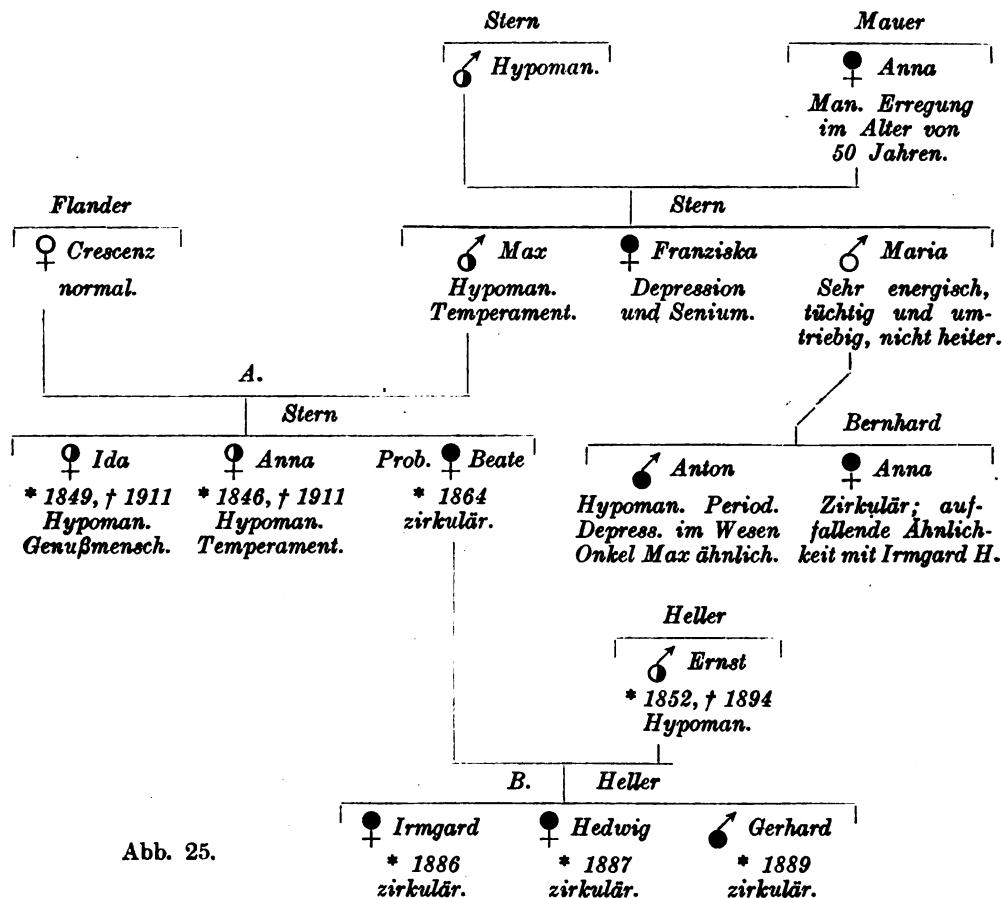 Stern
Mauer
Hypoman.
Anna
Man. Erregung
im Alter von
50 Jahren.
Flander
Stern
Crescenz
normal.
Max
Hypoman.
Temperament.
Franziska
Depression
und Senium.
Maria
Sehr energisch,
tüchtig und um-
triebig, nicht heiter.
A.
Stern
Bernhard
Ida
* 1849, † 1911
Hypoman.
Genußmensch.
Anna
* 1846, † 1911
Hypoman.
Temperament.
Prob. Beate
* 1864
zirkulär.
Anton
Hypoman. Period.
Depress. im Wesen
Onkel Max ähnlich.
Anna
Zirkulär; auf-
fallende Ähnlich-
keit mit Irmgard H.
Heller
Ernst
* 1852, † 1894
Hypoman.
B. Heller
Irmgard
* 1886
zirkulär.
Hedwig
* 1887
zirkulär.
Gerhard
* 1889
zirkulär.
Abb. 25.